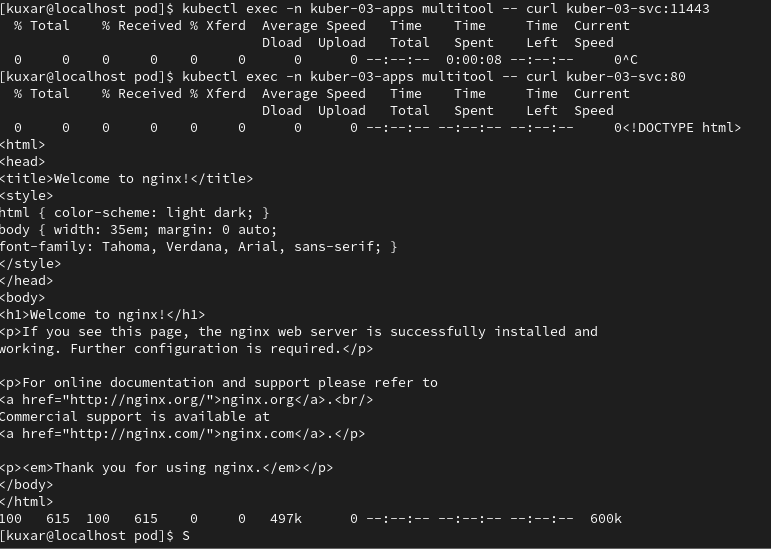 [kuxar@localhost pod]$ kubectl exec -n kuber-03-apps multitool -- curl kuber-03-svc:11443
  % Total    % Received % Xferd  Average Speed   Time    Time     Time  Current
                                 Dload  Upload   Total   Spent    Left  Speed
  0     0    0     0    0     0      0      0 --:--:--  0:00:08 --:--:--     0^C
[kuxar@localhost pod]$ kubectl exec -n kuber-03-apps multitool -- curl kuber-03-svc:80
  % Total    % Received % Xferd  Average Speed   Time    Time     Time  Current
                                 Dload  Upload   Total   Spent    Left  Speed
  0     0    0     0    0     0      0      0 --:--:-- --:--:-- --:--:--     0<!DOCTYPE html>
<html>
<head>
<title>Welcome to nginx!</title>
<style>
html { color-scheme: light dark; }
body { width: 35em; margin: 0 auto;
font-family: Tahoma, Verdana, Arial, sans-serif; }
</style>
</head>
<body>
<h1>Welcome to nginx!</h1>
<p>If you see this page, the nginx web server is successfully installed and
working. Further configuration is required.</p>

<p>For online documentation and support please refer to
<a href="http://nginx.org/">nginx.org</a>.<br/>
Commercial support is available at
<a href="http://nginx.com/">nginx.com</a>.</p>

<p><em>Thank you for using nginx.</em></p>
</body>
</html>
100   615  100   615    0     0   497k      0 --:--:-- --:--:-- --:--:--  600k
[kuxar@localhost pod]$ S